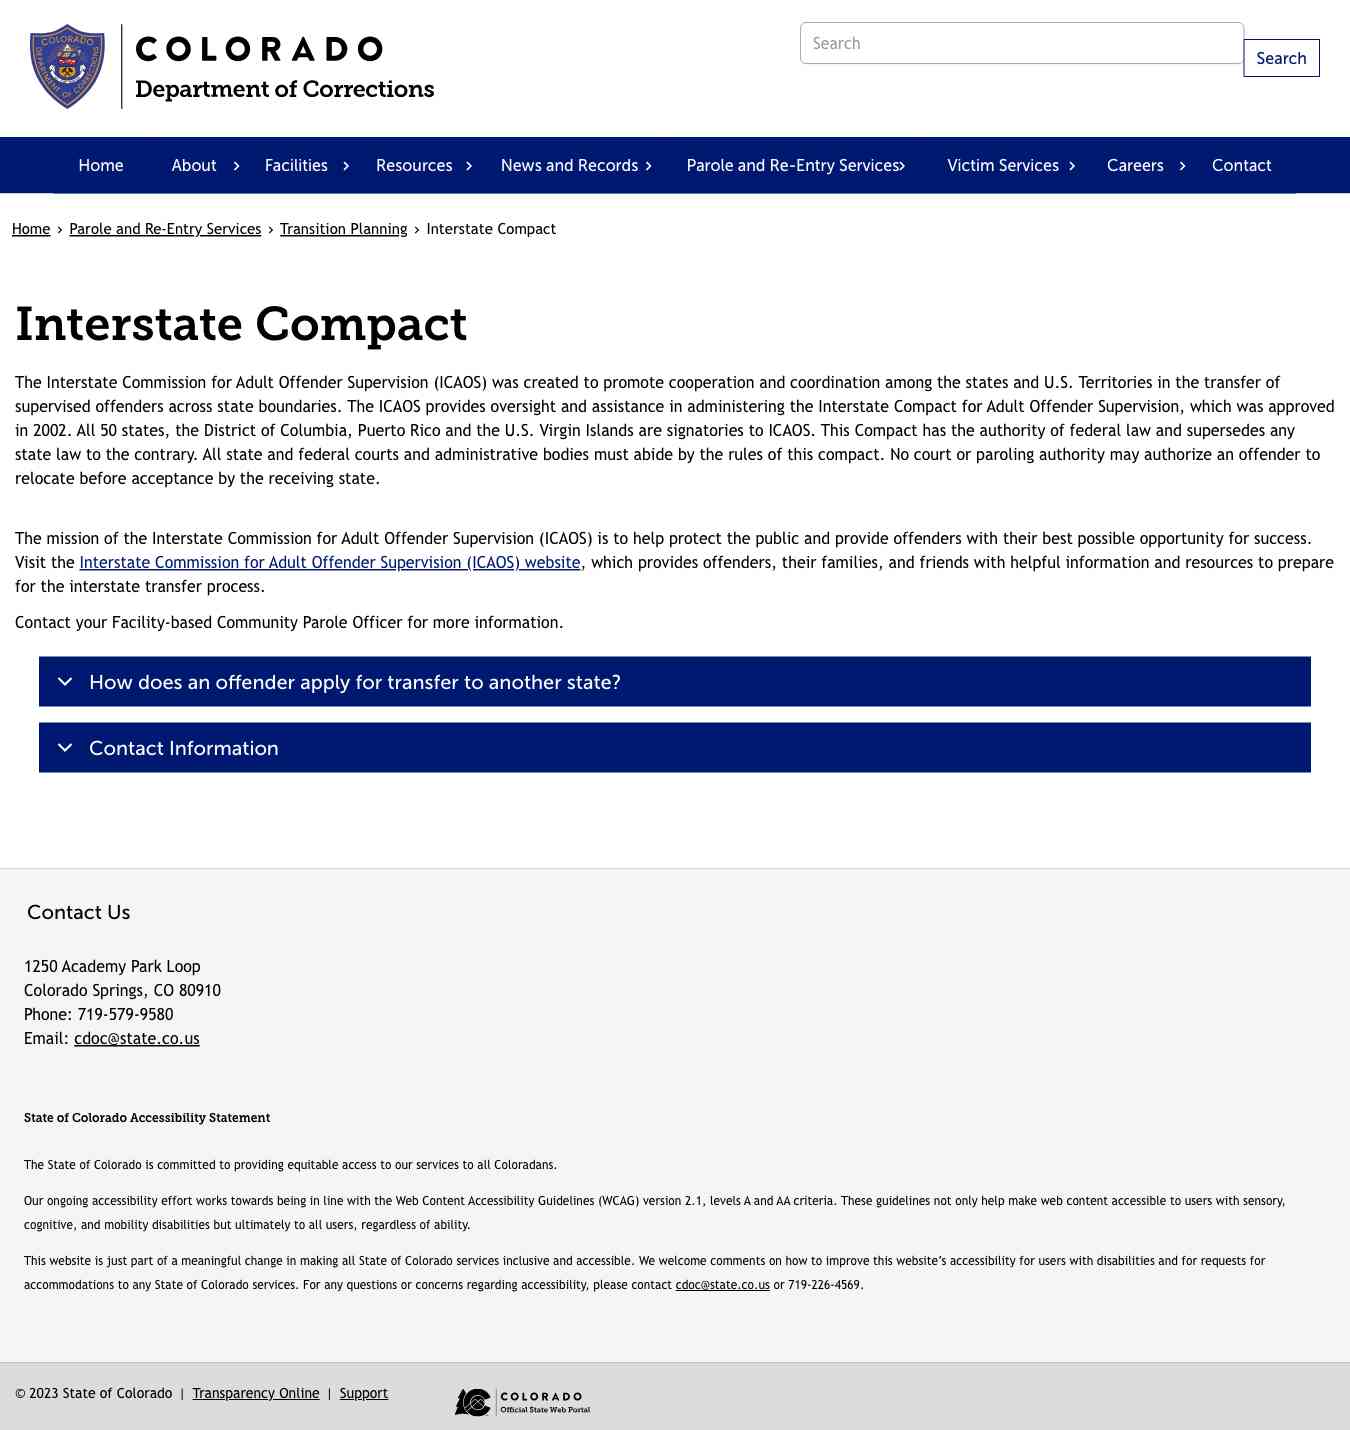 COLORADO
Department of Corrections
Search
Search
Home About Facilities Resources News and Records Parole and Re-Entry Services Victim Services Careers Contact
Home › Parole and Re-Entry Services › Transition Planning › Interstate Compact
Interstate Compact
The Interstate Commission for Adult Offender Supervision (ICAOS) was created to promote cooperation and coordination among the states and U.S. Territories in the transfer of
supervised offenders across state boundaries. The ICAOS provides oversight and assistance in administering the Interstate Compact for Adult Offender Supervision, which was approved
in 2002. All 50 states, the District of Columbia, Puerto Rico and the U.S. Virgin Islands are signatories to ICAOS. This Compact has the authority of federal law and supersedes any
state law to the contrary. All state and federal courts and administrative bodies must abide by the rules of this compact. No court or paroling authority may authorize an offender to
relocate before acceptance by the receiving state.
The mission of the Interstate Commission for Adult Offender Supervision (ICAOS) is to help protect the public and provide offenders with their best possible opportunity for success.
Visit the Interstate Commission for Adult Offender Supervision (ICAOS) website, which provides offenders, their families, and friends with helpful information and resources to prepare
for the interstate transfer process.
Contact your Facility-based Community Parole Officer for more information.
How does an offender apply for transfer to another state?
Contact Information
Contact Us
1250 Academy Park Loop
Colorado Springs, CO 80910
Phone: 719-579-9580
Email: cdoc@state.co.us
State of Colorado Accessibility Statement
The State of Colorado is committed to providing equitable access to our services to all Coloradans.
Our ongoing accessibility effort works towards being in line with the Web Content Accessibility Guidelines (WCAG) version 2.1, levels A and AA criteria. These guidelines not only help make web content accessible to users with sensory,
cognitive, and mobility disabilities but ultimately to all users, regardless of ability.
This website is just part of a meaningful change in making all State of Colorado services inclusive and accessible. We welcome comments on how to improve this website’s accessibility for users with disabilities and for requests for
accommodations to any State of Colorado services. For any questions or concerns regarding accessibility, please contact cdoc@state.co.us or 719-226-4569.
© 2023 State of Colorado | Transparency Online | Support
COLORADO
Official State Web Portal